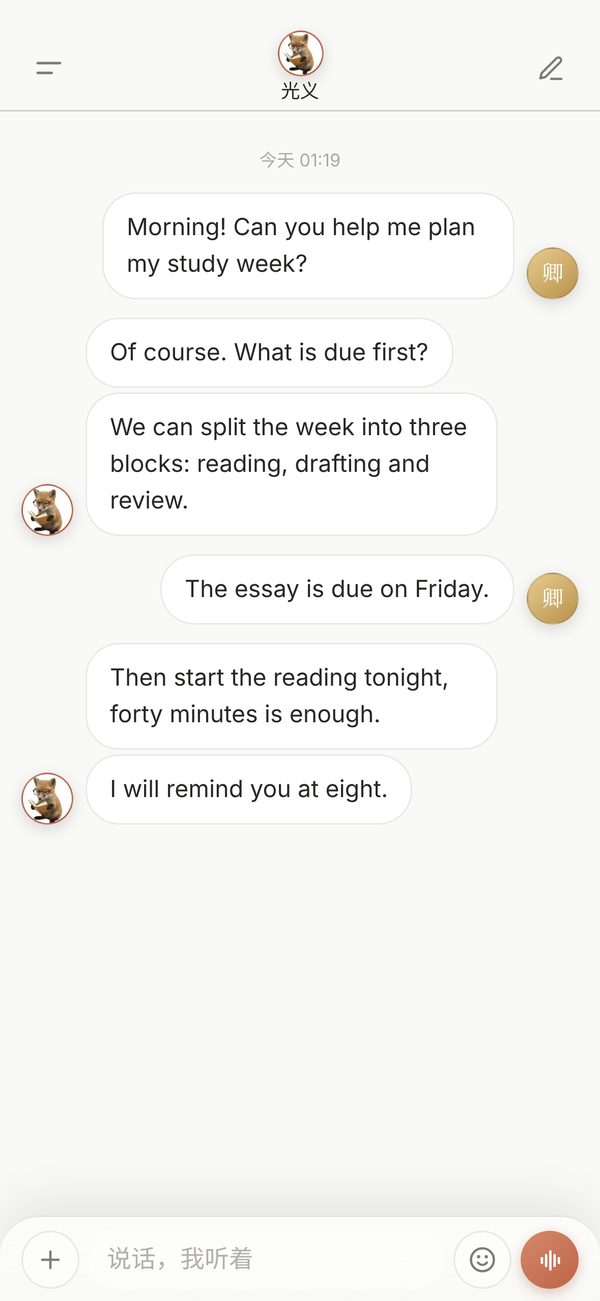 光义
今天 01:19
Morning! Can you help me plan
my study week?
卿
Of course. What is due first?
We can split the week into three
blocks: reading, drafting and
review.
The essay is due on Friday.
卿
Then start the reading tonight,
forty minutes is enough.
I will remind you at eight.
说话，我听着